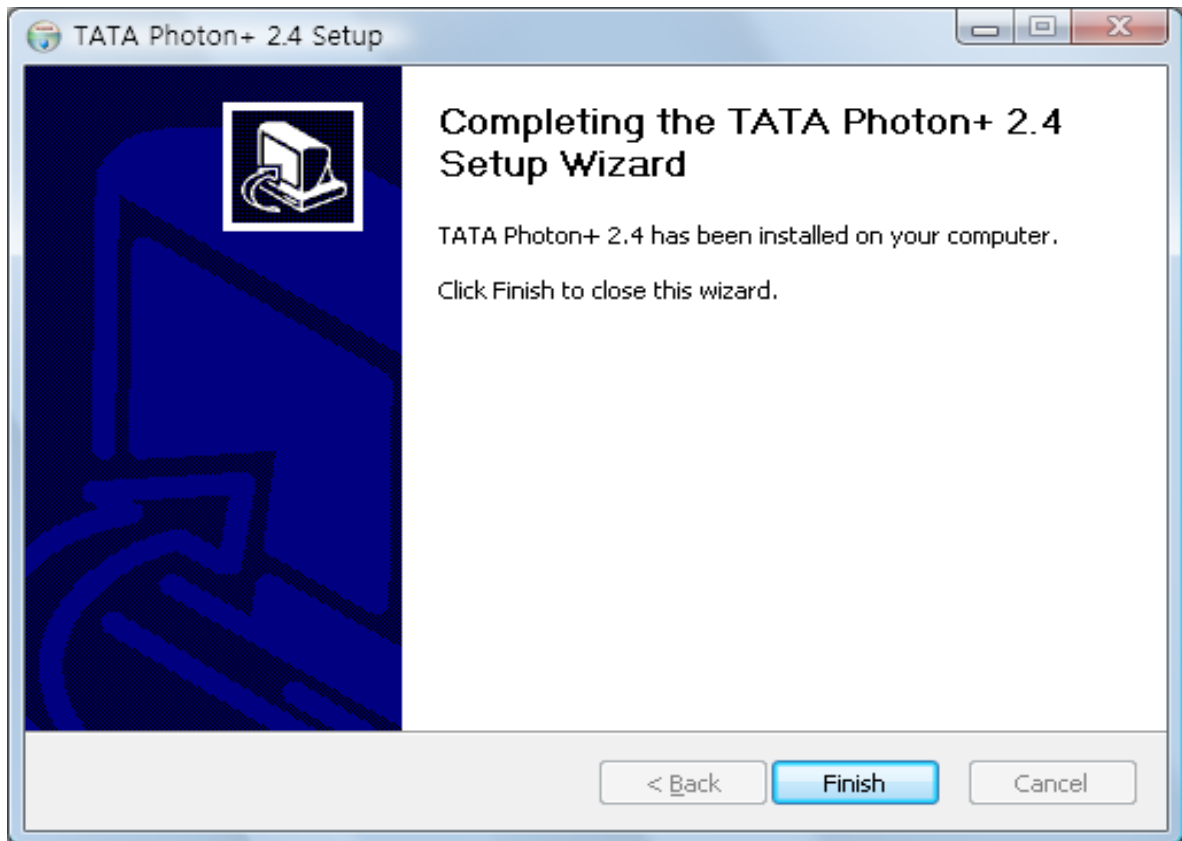 TATA Photon+ 2.4 Setup
Completing the TATA Photon+ 2.4
Setup Wizard
TATA Photon+ 2.4 has been installed on your computer.
Click Finish to close this wizard.
< Back Finish Cancel